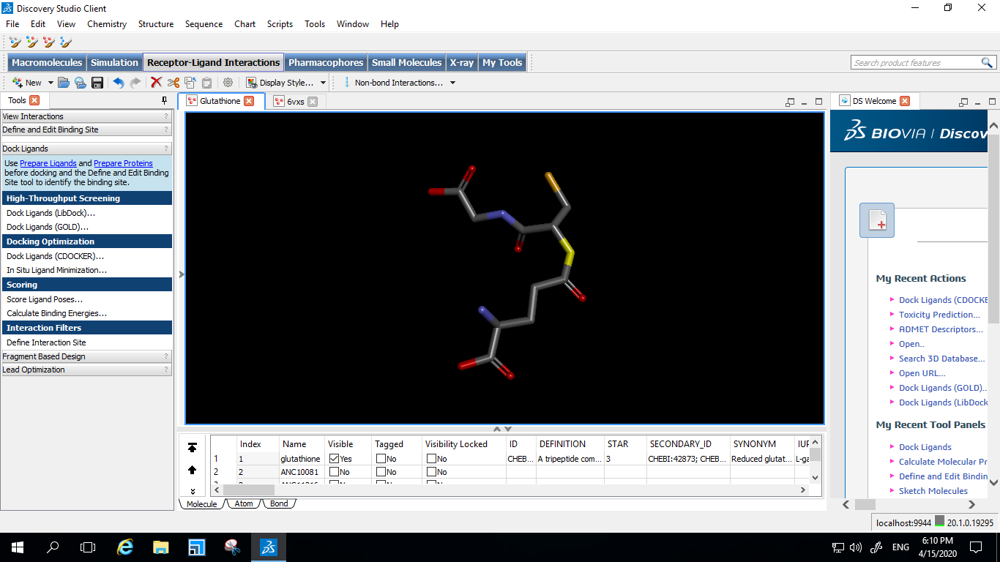 Discovery Studio Client
File Edit View Chemistry Structure Sequence Chart Scripts Tools Window Help
Macromolecules Simulation Receptor-Ligand Interactions Pharmacophores Small Molecules X-ray My Tools
Search product features
New Display Style... Non-bond Interactions...
Tools
Glutathione 6vxs
DS Welcome
View Interactions ?
Define and Edit Binding Site ?
Dock Ligands ?
Use Prepare Ligands and Prepare Proteins
before docking and the Define and Edit Binding
Site tool to identify the binding site.
High-Throughput Screening
Dock Ligands (LibDock)...
Dock Ligands (GOLD)...
Docking Optimization
Dock Ligands (CDOCKER)...
In Situ Ligand Minimization...
Scoring
Score Ligand Poses...
Calculate Binding Energies...
Interaction Filters
Define Interaction Site
Fragment Based Design ?
Lead Optimization ?
BIOVIA | Discov
My Recent Actions
Dock Ligands (CDOCKE
Toxicity Prediction...
ADMET Descriptors...
Open..
Search 3D Database...
Open URL...
Dock Ligands (GOLD)..
Dock Ligands (LibDock
My Recent Tool Panels
Dock Ligands
Calculate Molecular Pr
Define and Edit Bindin
Sketch Molecules
Index Name Visible Tagged Visibility Locked ID DEFINITION STAR SECONDARY_ID SYNONYM IUP
1 1 glutathione Yes No No CHEB... A tripeptide com... 3 CHEBI:42873; CHEB... Reduced glutat... L-ga
2 2 ANC10081 No No No
Molecule Atom Bond
localhost:9944 20.1.0.19295
ENG 6:10 PM
4/15/2020